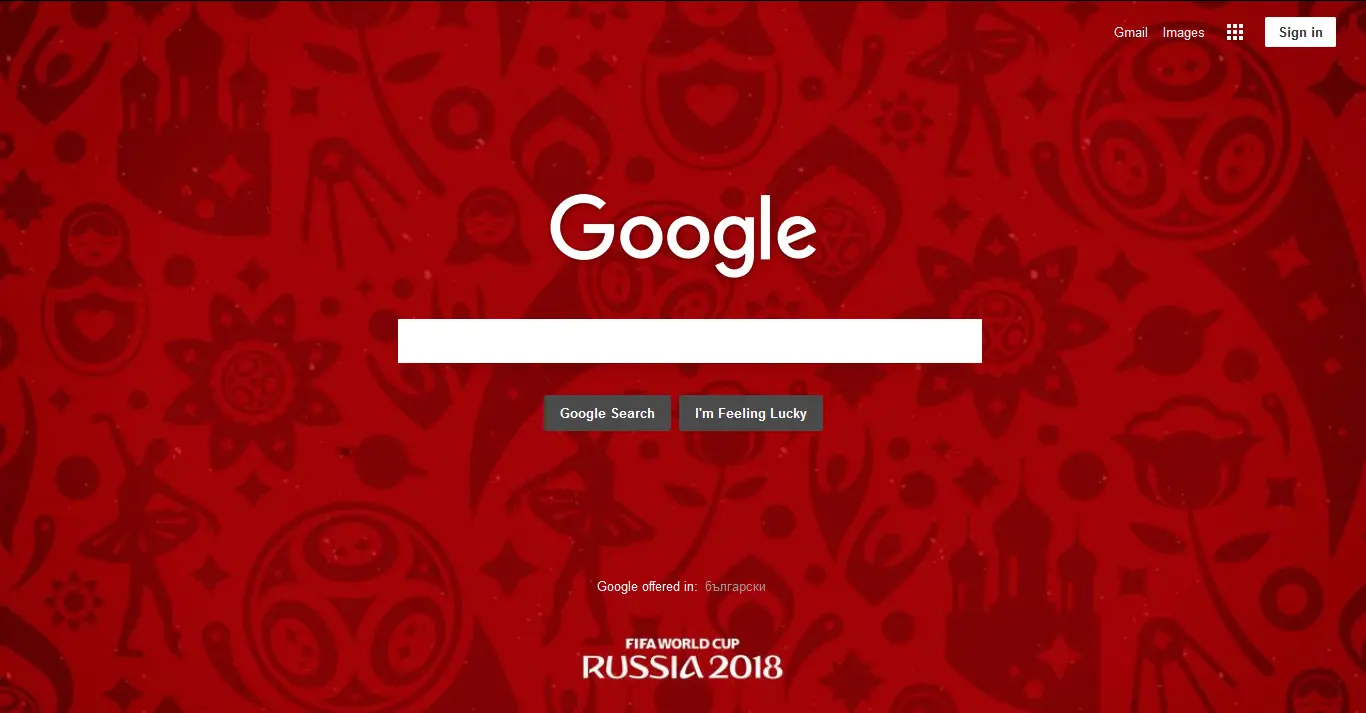 Gmail Images Sign in
Google
Google Search I'm Feeling Lucky
Google offered in: български
FIFA WORLD CUP
RUSSIA 2018